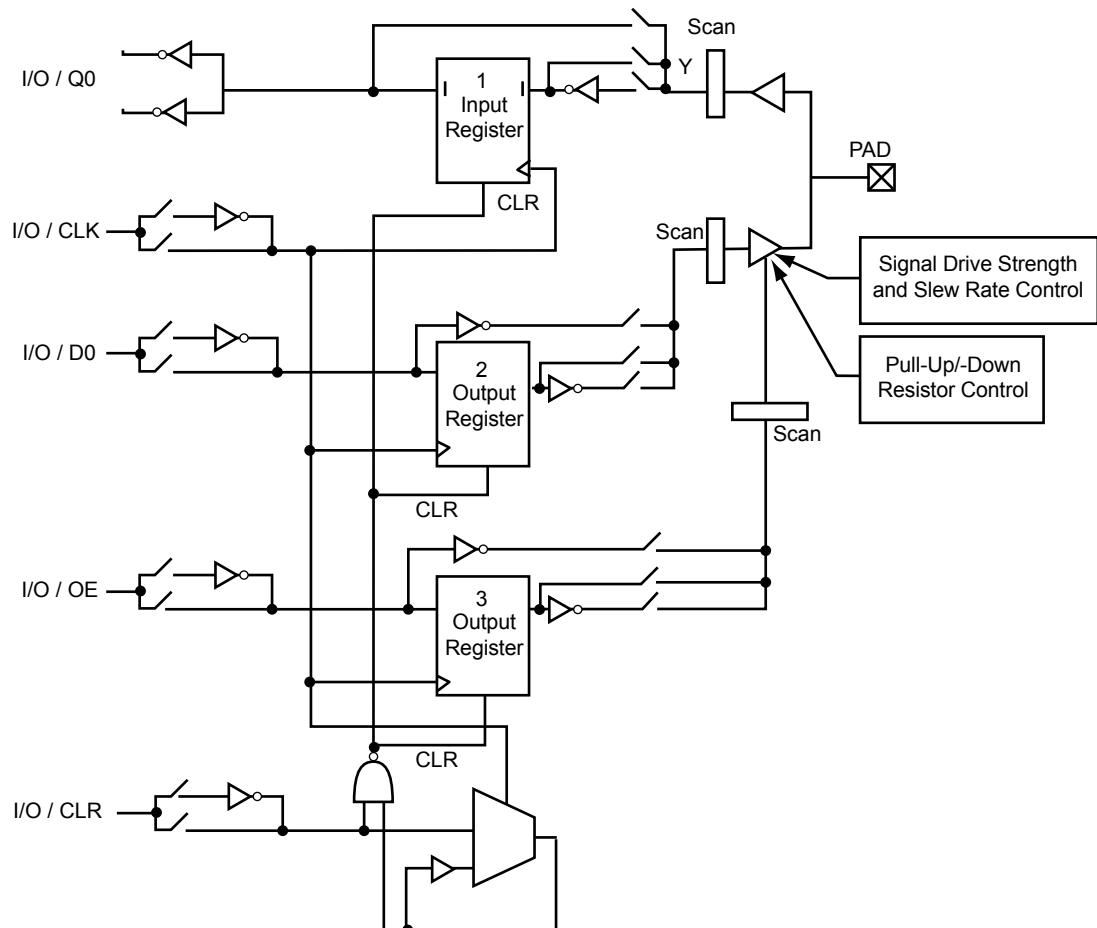 Scan
I/O / Q0
1
Input
Register
Y
PAD
CLR
I/O / CLK
Scan
Signal Drive Strength
and Slew Rate Control
I/O / D0
2
Output
Register
Pull-Up/-Down
Resistor Control
Scan
CLR
I/O / OE
3
Output
Register
CLR
I/O / CLR